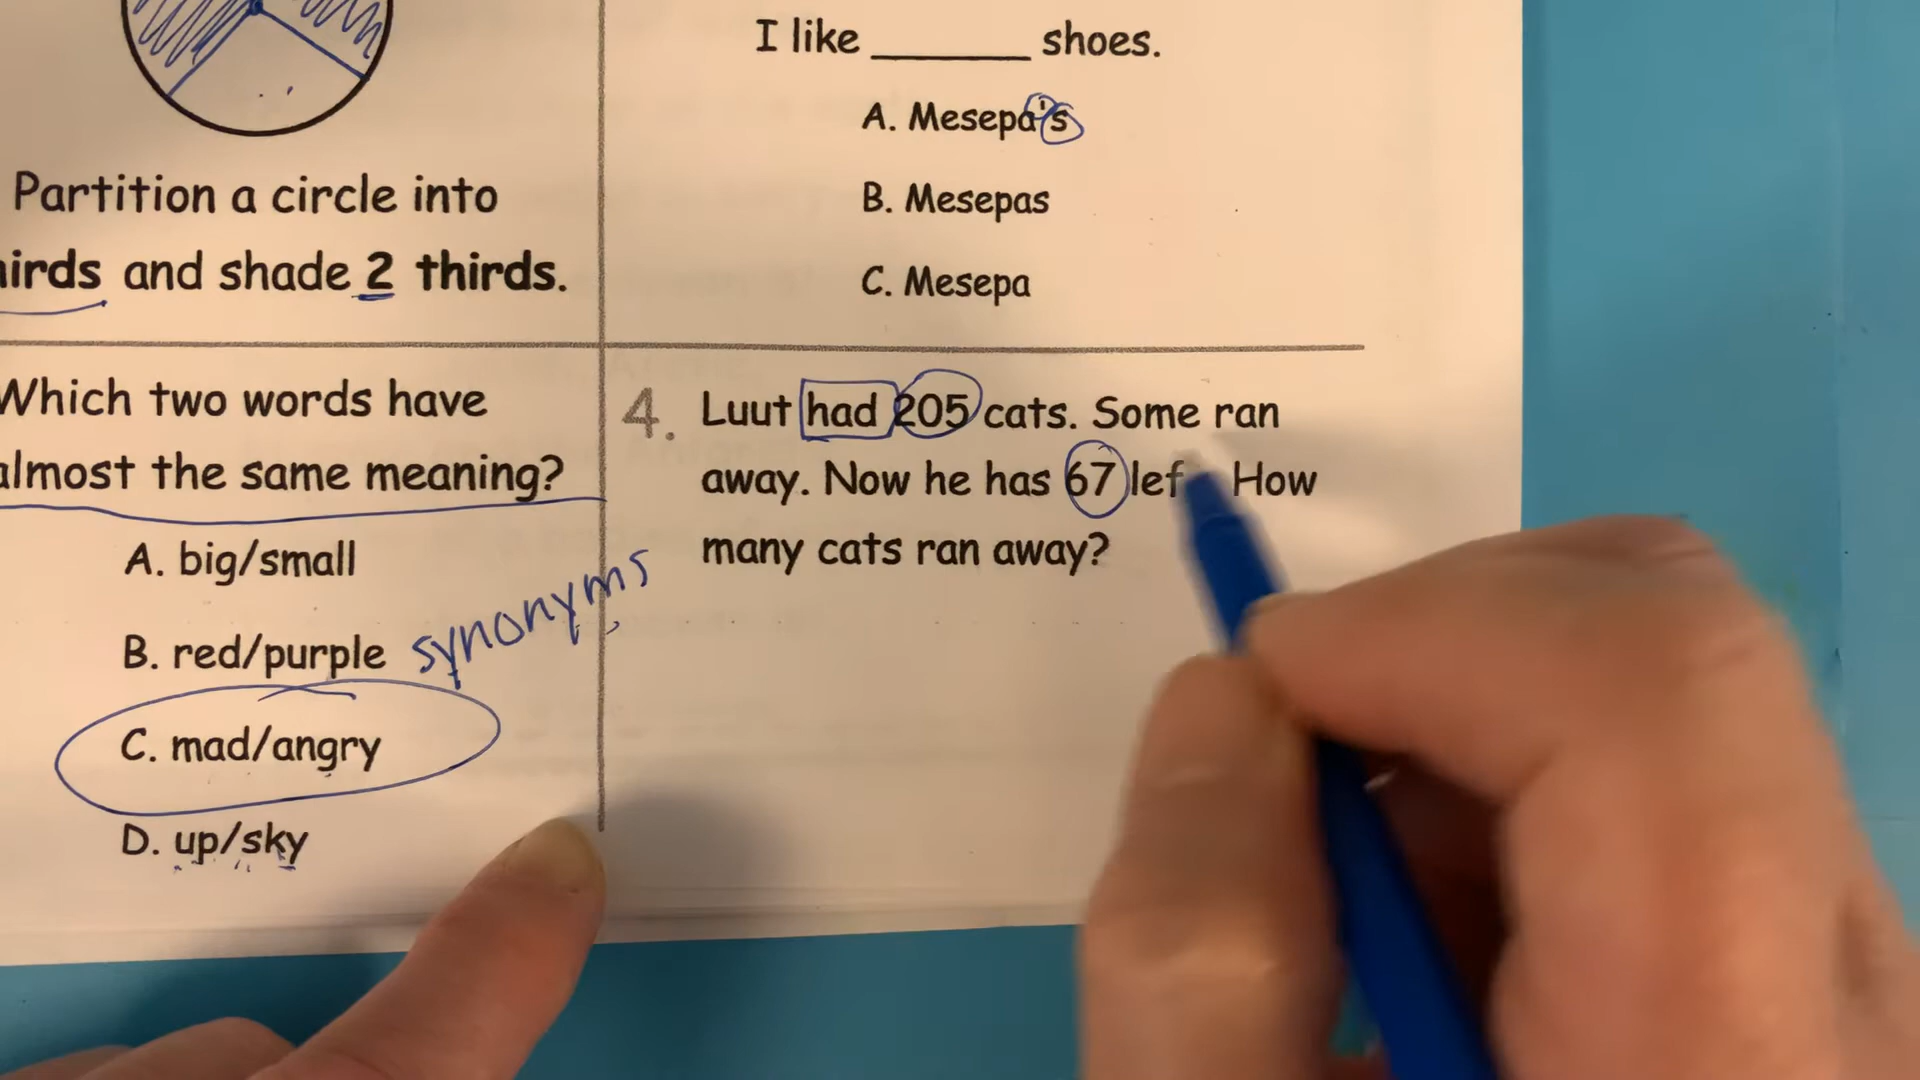 Partition a circle into
hirds and shade 2 thirds.
I like ______ shoes.
A. Mesepa's
B. Mesepas
C. Mesepa
Which two words have
almost the same meaning?
A. big/small
B. red/purple
synonyms
C. mad/angry
D. up/sky
4. Luut had 205 cats. Some ran
away. Now he has 67 lef How
many cats ran away?